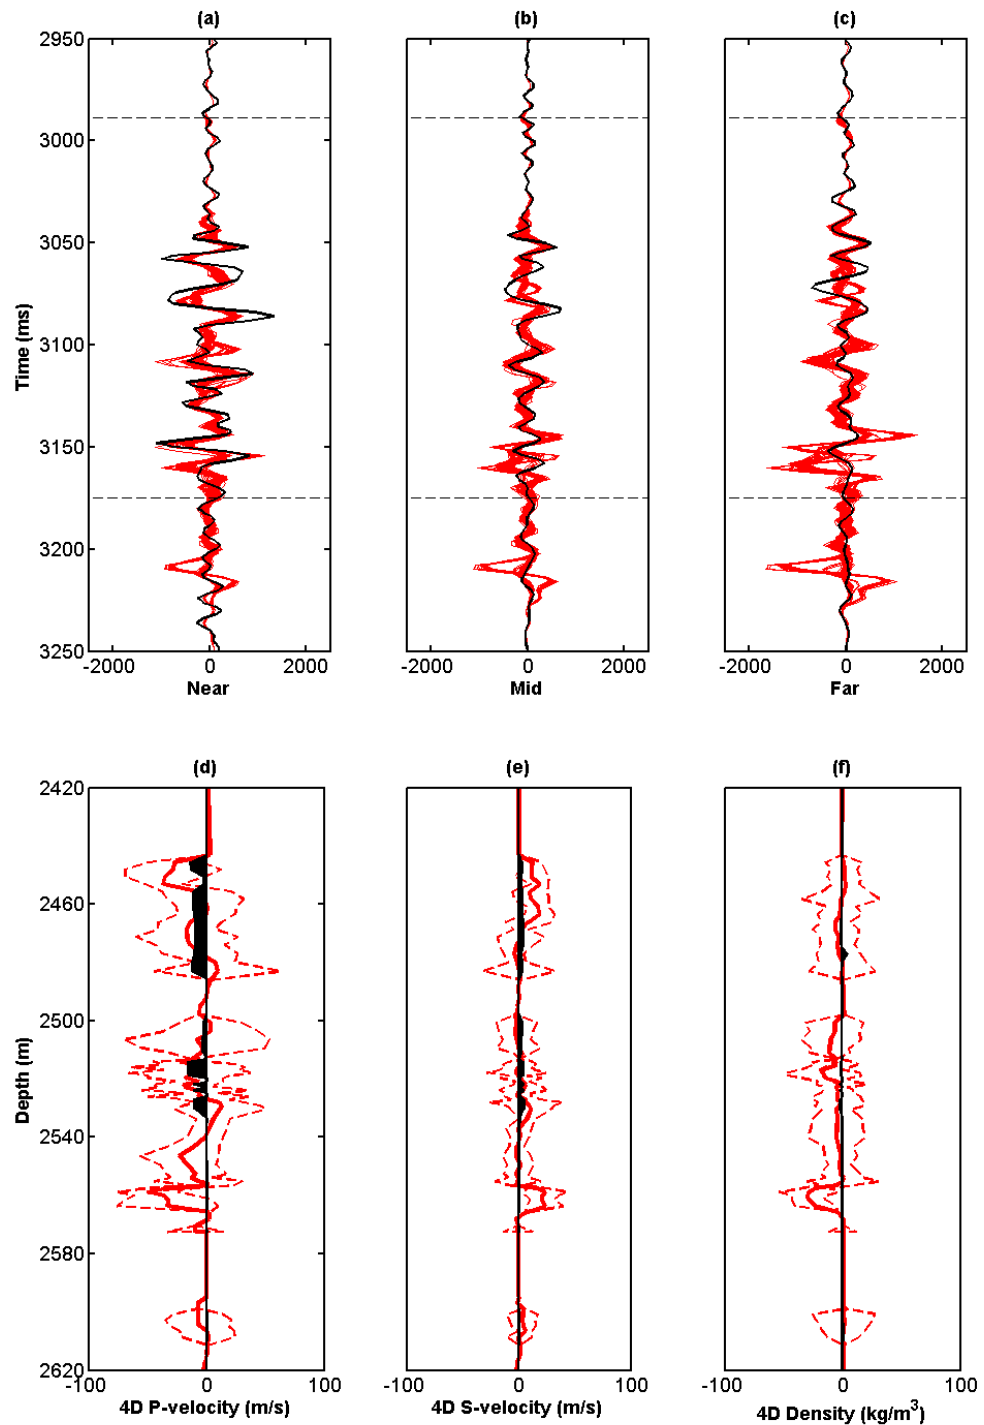 (a) (b) (c)
2950
3000
3050
3100
3150
3200
3250
Time (ms)
-2000 0 2000 -2000 0 2000 -2000 0 2000
Near Mid Far
(d) (e) (f)
2420
2460
2500
2540
2580
2620
Depth (m)
-100 0 100 -100 0 100 -100 0 100
4D P-velocity (m/s) 4D S-velocity (m/s) 4D Density (kg/m³)